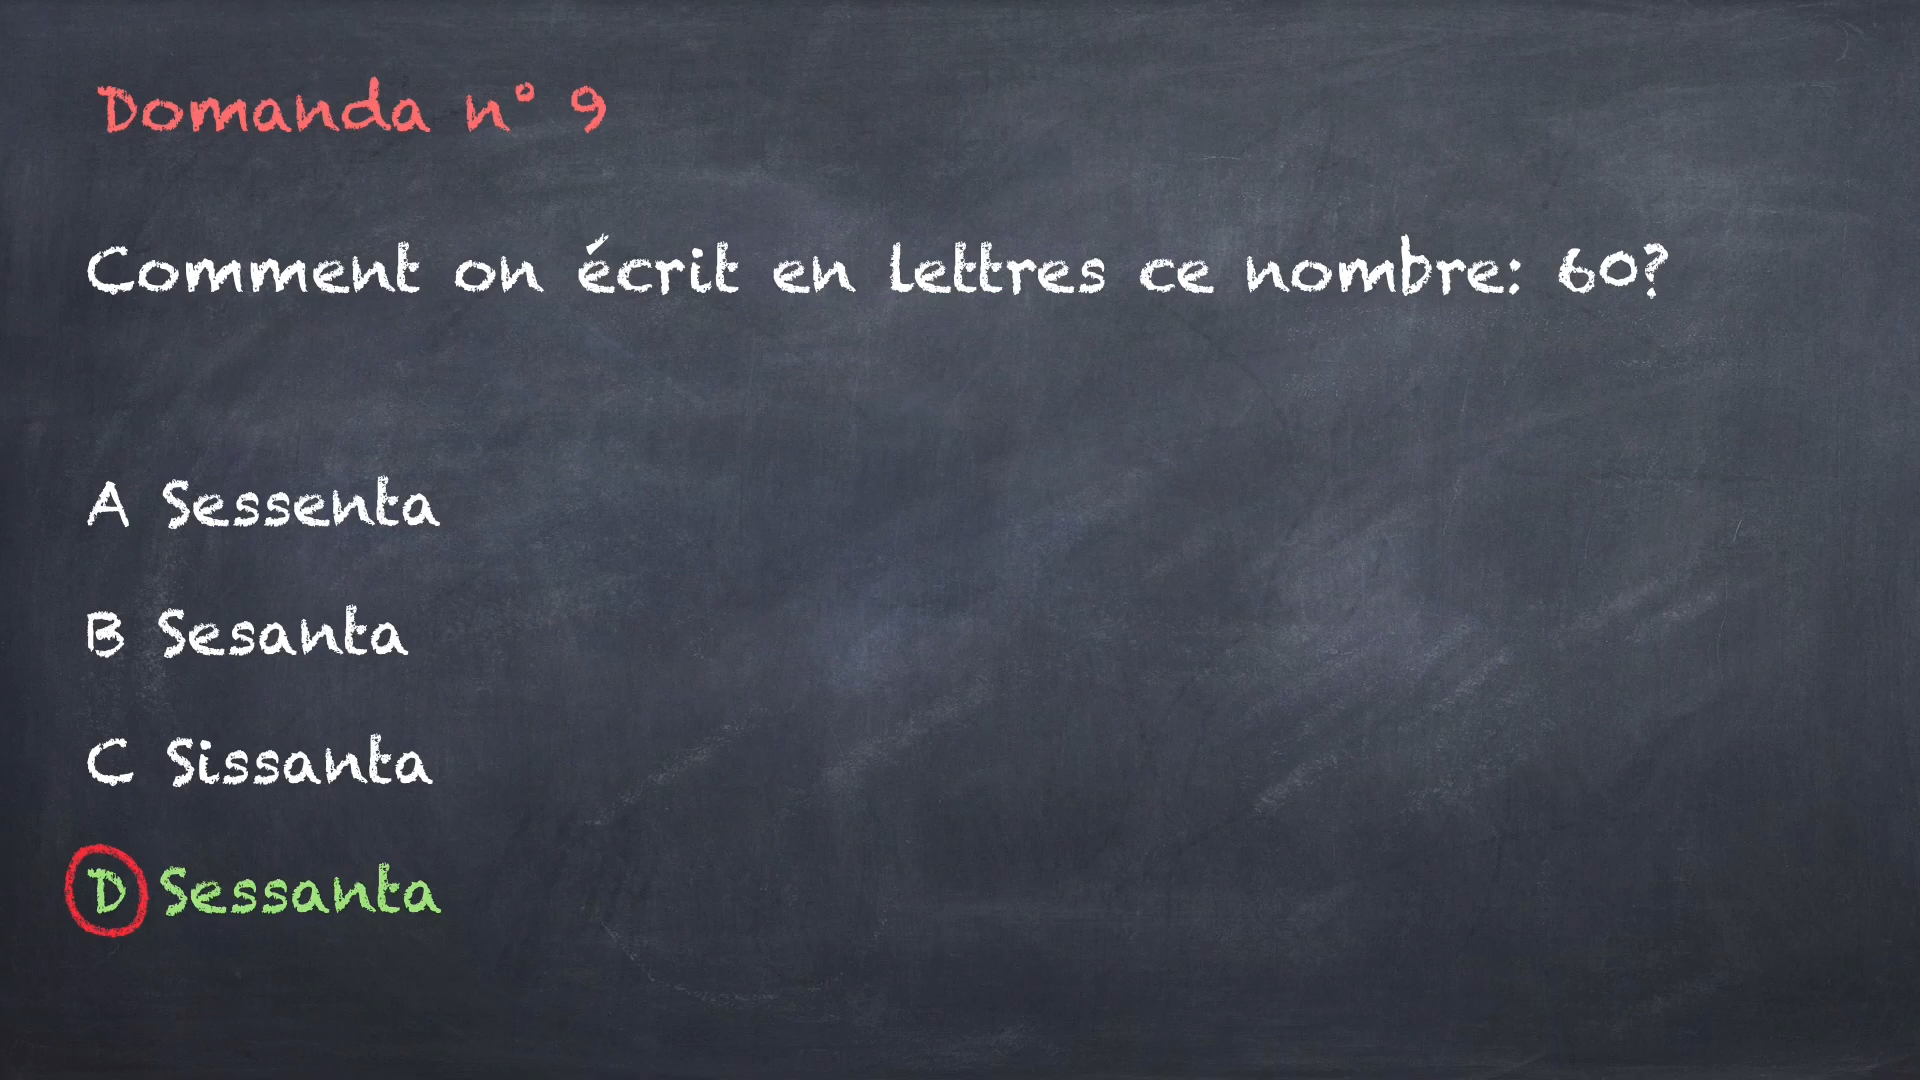 Domanda n° 9
Comment on écrit en lettres ce nombre: 60?
A Sessenta
B Sesanta
C Sissanta
D Sessanta